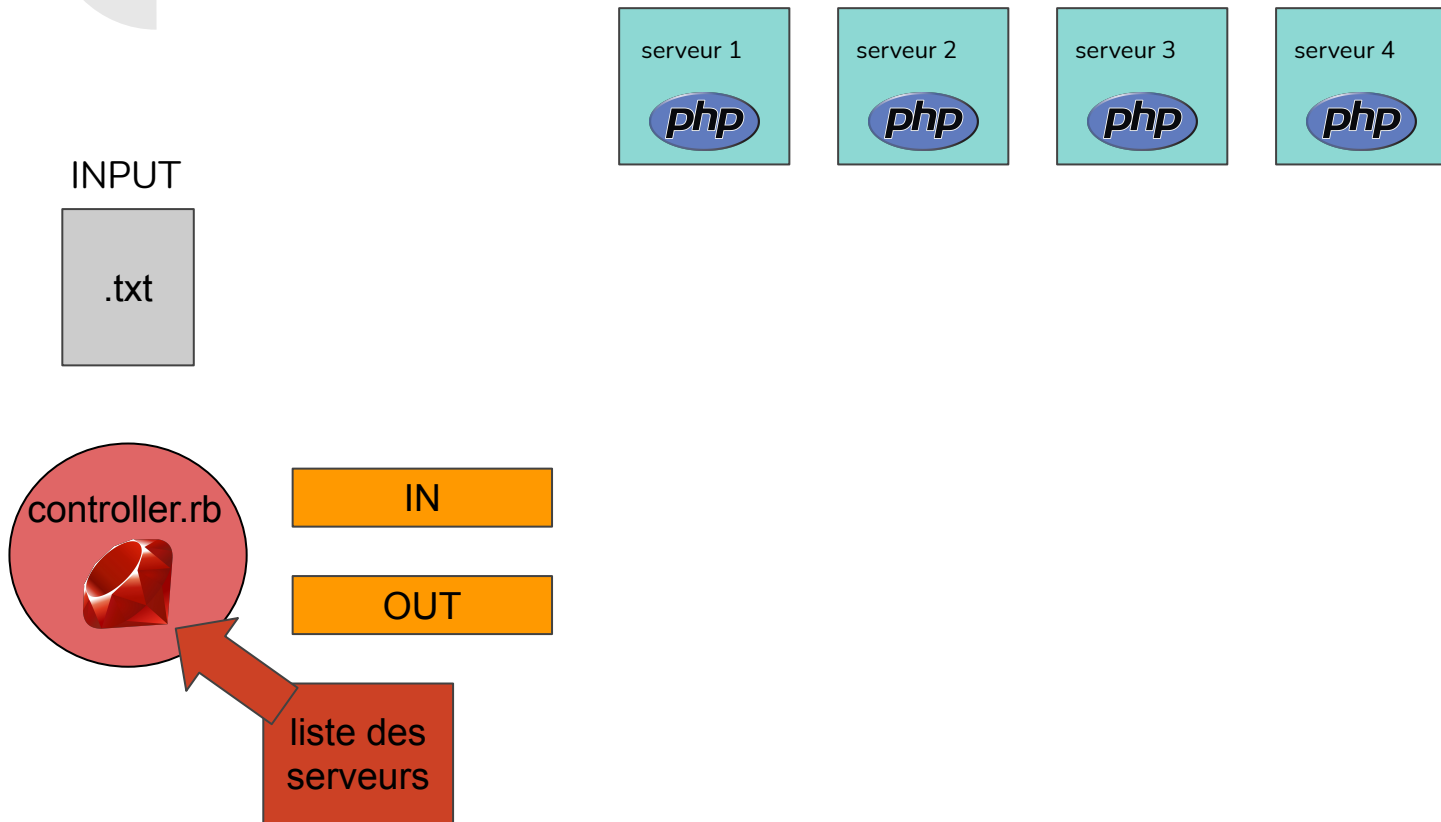 serveur 1
serveur 2
serveur 3
serveur 4
php
php
php
php
INPUT
.txt
controller.rb
IN
OUT
liste des
serveurs